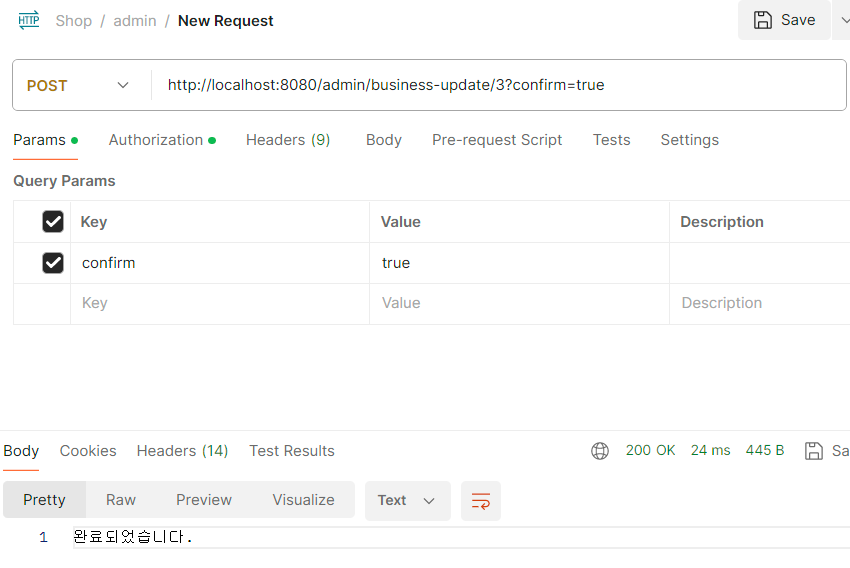 HTTP Shop / admin / New Request Save
POST http://localhost:8080/admin/business-update/3?confirm=true
Params Authorization Headers (9) Body Pre-request Script Tests Settings
Query Params
Key Value Description
confirm true
Key Value Description
Body Cookies Headers (14) Test Results 200 OK 24 ms 445 B Sa
Pretty Raw Preview Visualize Text
1 완료되었습니다.